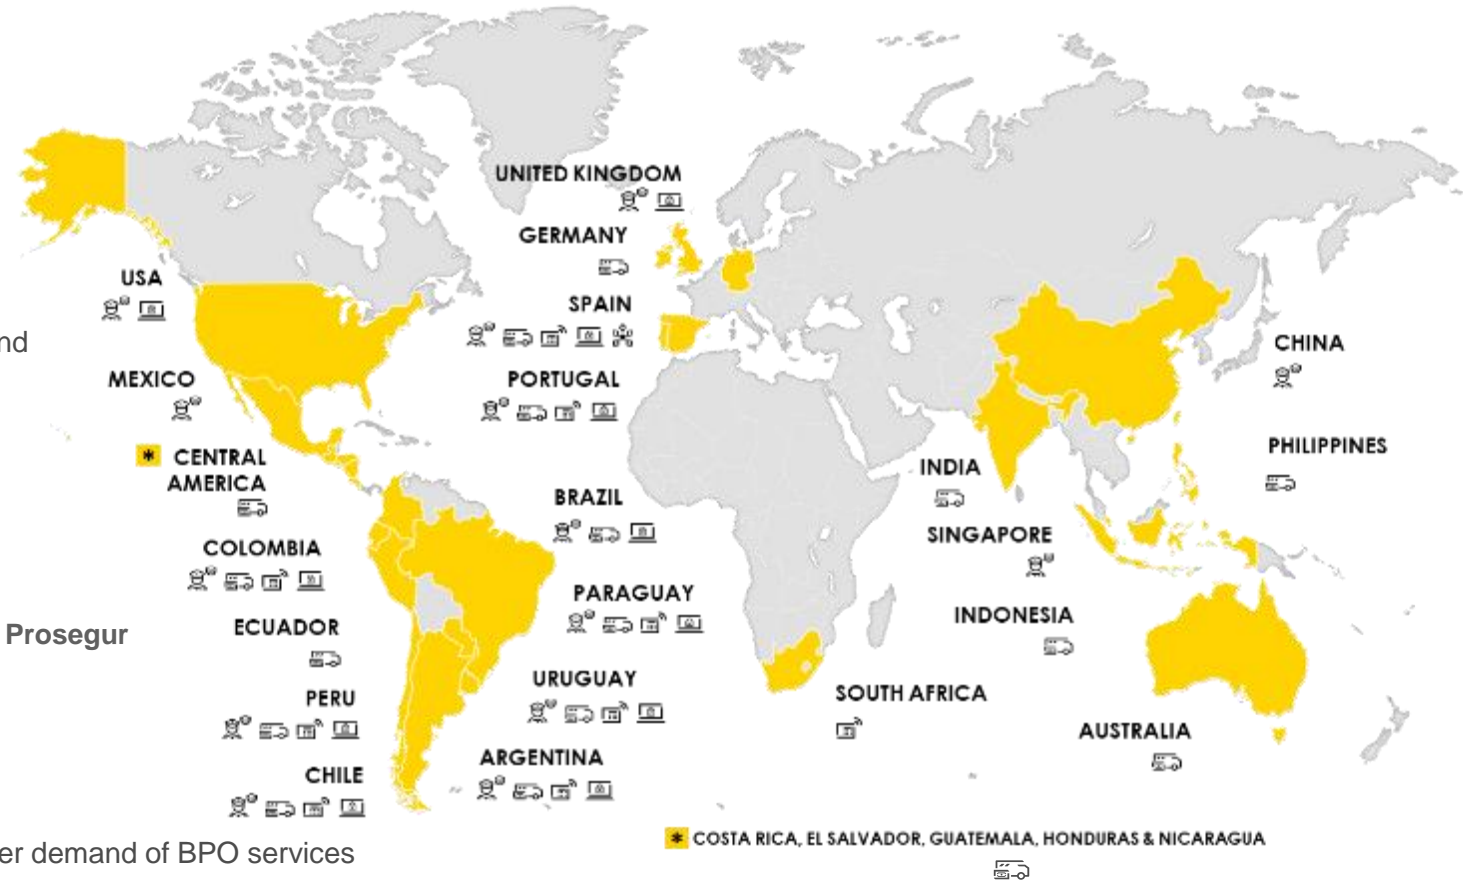 UNITED KINGDOM
GERMANY
USA
SPAIN
nd
CHINA
MEXICO
PORTUGAL
PHILIPPINES
* CENTRAL
AMERICA
INDIA
BRAZIL
SINGAPORE
COLOMBIA
PARAGUAY
INDONESIA
Prosegur
ECUADOR
URUGUAY
SOUTH AFRICA
PERU
AUSTRALIA
ARGENTINA
CHILE
* COSTA RICA, EL SALVADOR, GUATEMALA, HONDURAS & NICARAGUA
er demand of BPO services